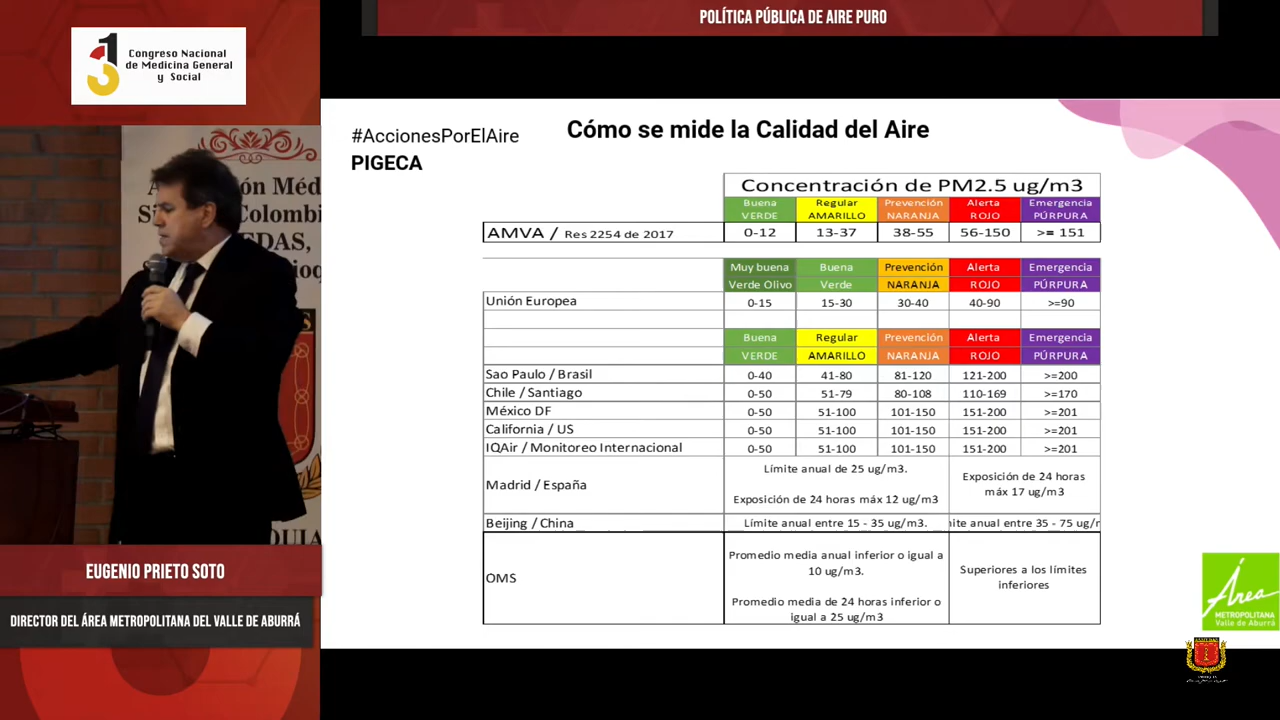 POLÍTICA PÚBLICA DE AIRE PURO
Congreso Nacional
de Medicina General
y Social
#AccionesPorElAire
PIGECA
Cómo se mide la Calidad del Aire
Concentración de PM2.5 ug/m3
Buena Regular Prevención Alerta Emergencia
VERDE AMARILLO NARANJA ROJO PÚRPURA
AMVA / Res 2254 de 2017 0-12 13-37 38-55 56-150 >= 151
Muy buena Buena Prevención Alerta Emergencia
Verde Olivo Verde NARANJA ROJO PÚRPURA
Unión Europea 0-15 15-30 30-40 40-90 >=90
Buena Regular Prevención Alerta Emergencia
VERDE AMARILLO NARANJA ROJO PÚRPURA
Sao Paulo / Brasil 0-40 41-80 81-120 121-200 >=200
Chile / Santiago 0-50 51-79 80-108 110-169 >=170
México DF 0-50 51-100 101-150 151-200 >=201
California / US 0-50 51-100 101-150 151-200 >=201
IQAir / Monitoreo Internacional 0-50 51-100 101-150 151-200 >=201
Madrid / España
Límite anual de 25 ug/m3.
Exposición de 24 horas máx 12 ug/m3
Exposición de 24 horas
máx 17 ug/m3
Beijing / China Límite anual entre 15 - 35 ug/m3. ite anual entre 35 - 75 ug/r
OMS
Promedio media anual inferior o igual a
10 ug/m3.
Promedio media de 24 horas inferior o
igual a 25 ug/m3
Superiores a los límites
inferiores
EUGENIO PRIETO SOTO
DIRECTOR DEL ÁREA METROPOLITANA DEL VALLE DE ABURRÁ
Área
METROPOLITANA
Valle de Aburrá